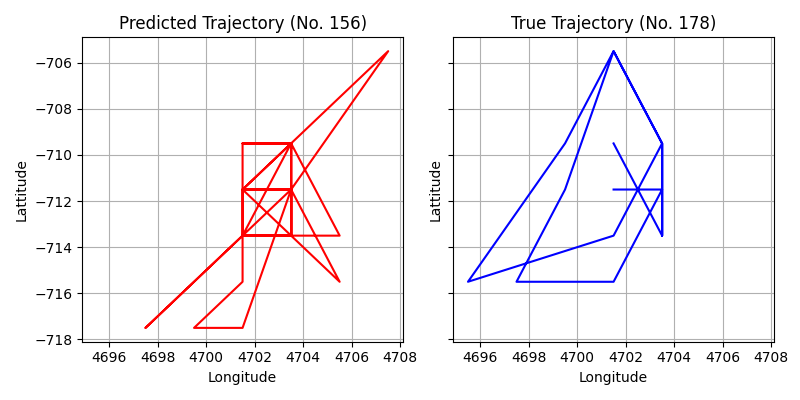 Predicted Trajectory (No. 156)
True Trajectory (No. 178)
−706
−708
−710
−712
−714
−716
−718
Lattitude
Lattitude
4696 4698 4700 4702 4704 4706 4708
4696 4698 4700 4702 4704 4706 4708
Longitude
Longitude